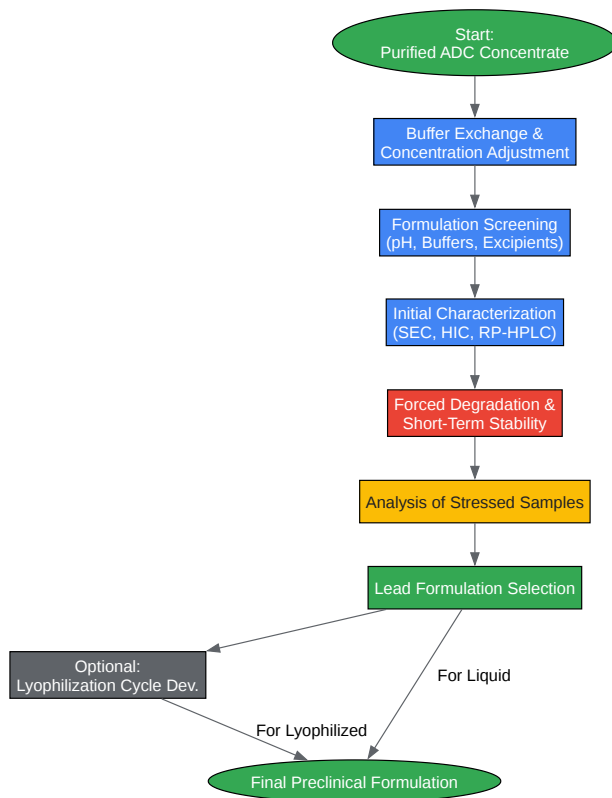 Start:
Purified ADC Concentrate
Buffer Exchange &
Concentration Adjustment
Formulation Screening
(pH, Buffers, Excipients)
Initial Characterization
(SEC, HIC, RP-HPLC)
Forced Degradation &
Short-Term Stability
Analysis of Stressed Samples
Lead Formulation Selection
Optional:
Lyophilization Cycle Dev.
For Liquid
For Lyophilized
Final Preclinical Formulation